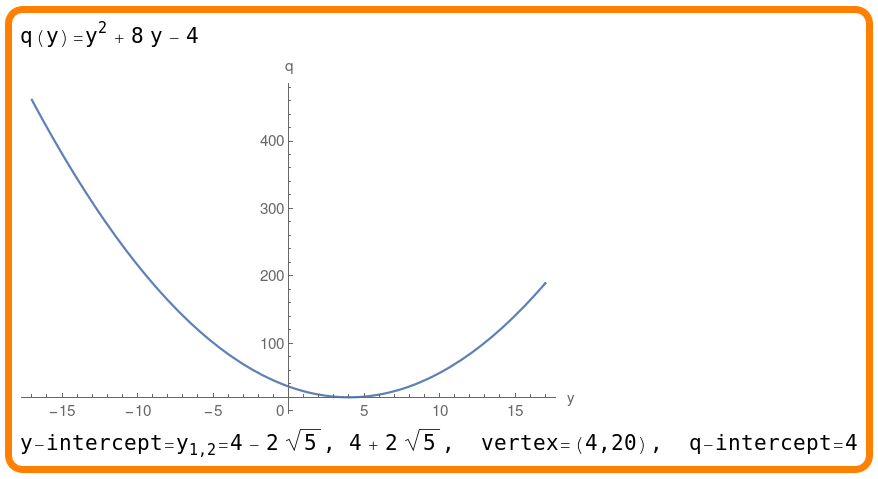 q(y)=y² + 8 y − 4
q
400
300
200
100
−15 −10 −5 0 5 10 15 y
y−intercept=y₁,₂=4 − 2 √5, 4 + 2 √5, vertex=(4,20), q−intercept=4